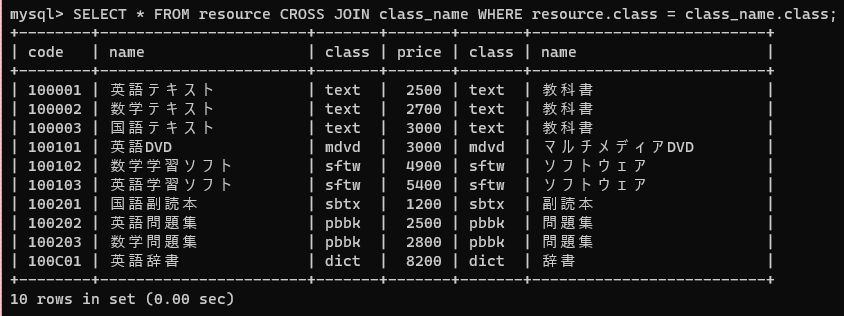 mysql> SELECT * FROM resource CROSS JOIN class_name WHERE resource.class = class_name.class;
+--------+-----------------------+-------+-------+-------+--------------------------+
| code   | name                  | class | price | class | name                     |
+--------+-----------------------+-------+-------+-------+--------------------------+
| 100001 | 英語テキスト          | text  |  2500 | text  | 教科書                   |
| 100002 | 数学テキスト          | text  |  2700 | text  | 教科書                   |
| 100003 | 国語テキスト          | text  |  3000 | text  | 教科書                   |
| 100101 | 英語DVD               | mdvd  |  3000 | mdvd  | マルチメディアDVD        |
| 100102 | 数学学習ソフト        | sftw  |  4900 | sftw  | ソフトウェア             |
| 100103 | 英語学習ソフト        | sftw  |  5400 | sftw  | ソフトウェア             |
| 100201 | 国語副読本            | sbtx  |  1200 | sbtx  | 副読本                   |
| 100202 | 英語問題集            | pbbk  |  2500 | pbbk  | 問題集                   |
| 100203 | 数学問題集            | pbbk  |  2800 | pbbk  | 問題集                   |
| 100C01 | 英語辞書              | dict  |  8200 | dict  | 辞書                     |
+--------+-----------------------+-------+-------+-------+--------------------------+
10 rows in set (0.00 sec)